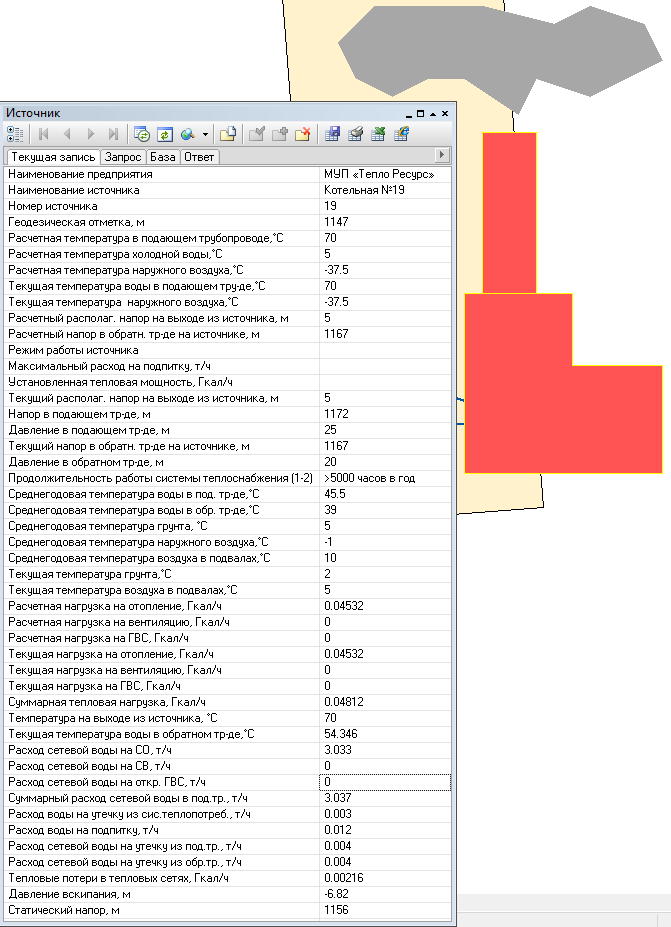 Источник
Текущая запись Запрос База Ответ
Наименование предприятия МУП «Тепло Ресурс»
Наименование источника Котельная №19
Номер источника 19
Геодезическая отметка, м 1147
Расчетная температура в подающем трубопроводе,°C 70
Расчетная температура холодной воды,°C 5
Расчетная температура наружного воздуха,°C -37.5
Текущая температура воды в подающем тру-де,°C 70
Текущая температура наружного воздуха,°C -37.5
Расчетный располаг. напор на выходе из источника, м 5
Расчетный напор в обратн. тр-де на источнике, м 1167
Режим работы источника
Максимальный расход на подпитку, т/ч
Установленная тепловая мощность, Гкал/ч
Текущий располаг. напор на выходе из источника, м 5
Напор в подающем тр-де, м 1172
Давление в подающем тр-де, м 25
Текущий напор в обратн. тр-де на источнике, м 1167
Давление в обратном тр-де, м 20
Продолжительность работы системы теплоснабжения (1-2) >5000 часов в год
Среднегодовая температура воды в под. тр-де,°C 45.5
Среднегодовая температура воды в обр. тр-де,°C 39
Среднегодовая температура грунта, °C 5
Среднегодовая температура наружного воздуха,°C -1
Среднегодовая температура воздуха в подвалах,°C 10
Текущая температура грунта,°C 2
Текущая температура воздуха в подвалах,°C 5
Расчетная нагрузка на отопление, Гкал/ч 0.04532
Расчетная нагрузка на вентиляцию, Гкал/ч 0
Расчетная нагрузка на ГВС, Гкал/ч 0
Текущая нагрузка на отопление, Гкал/ч 0.04532
Текущая нагрузка на вентиляцию, Гкал/ч 0
Текущая нагрузка на ГВС, Гкал/ч 0
Суммарная тепловая нагрузка, Гкал/ч 0.04812
Температура на выходе из источника, °C 70
Текущая температура воды в обратном тр-де,°C 54.346
Расход сетевой воды на СО, т/ч 3.033
Расход сетевой воды на СВ, т/ч 0
Расход сетевой воды на откр. ГВС, т/ч 0
Суммарный расход сетевой воды в под.тр., т/ч 3.037
Расход воды на утечку из сис.теплопотреб., т/ч 0.003
Расход воды на подпитку, т/ч 0.012
Расход сетевой воды на утечку из под.тр., т/ч 0.004
Расход сетевой воды на утечку из обр.тр., т/ч 0.004
Тепловые потери в тепловых сетях, Гкал/ч 0.00216
Давление вскипания, м -6.82
Статический напор, м 1156